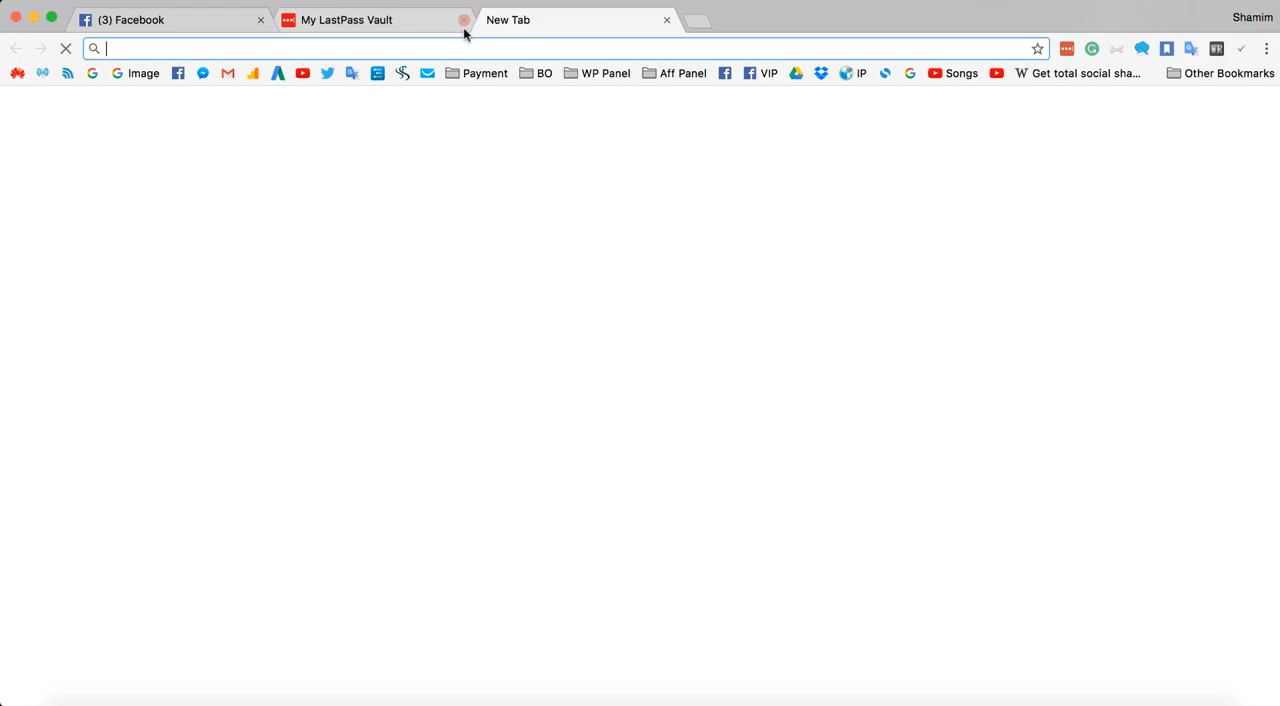 (3) Facebook My LastPass Vault New Tab Shamim
Image Payment BO WP Panel Aff Panel VIP IP Songs W Get total social sha... Other Bookmarks